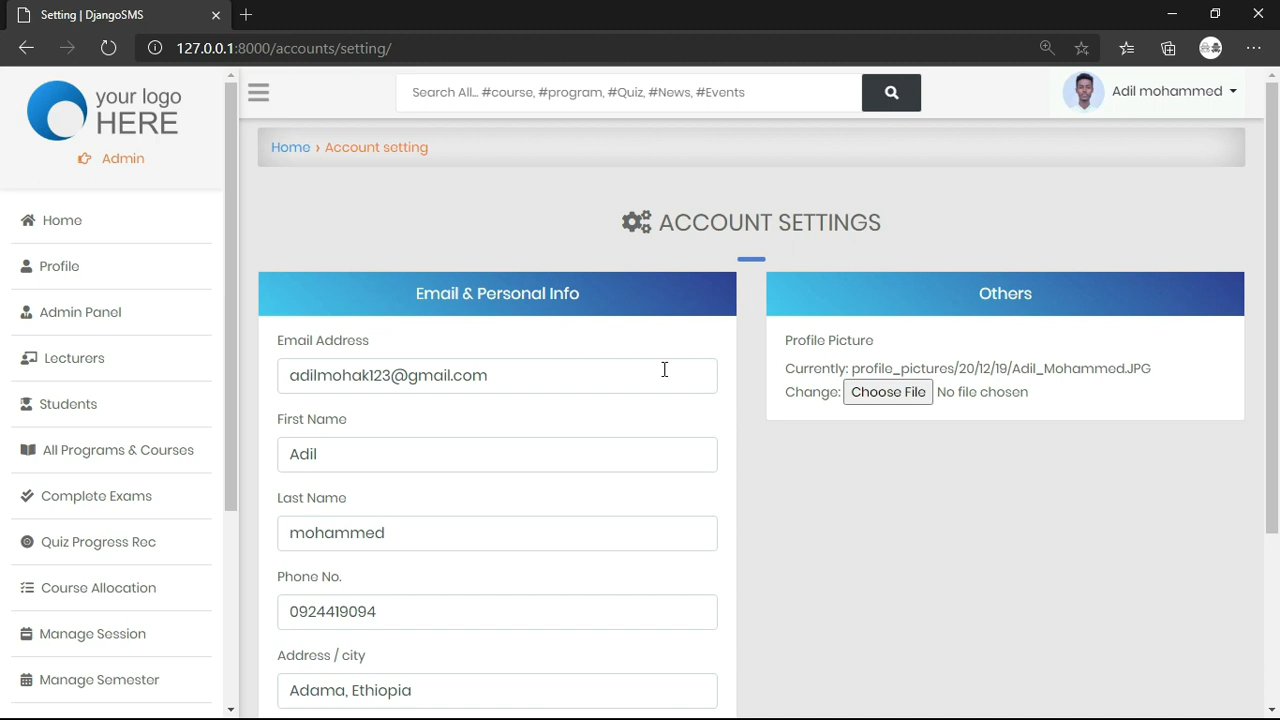 Setting | DjangoSMS
127.0.0.1:8000/accounts/setting/
your logo
HERE
Admin
Home
Profile
Admin Panel
Lecturers
Students
All Programs & Courses
Complete Exams
Quiz Progress Rec
Course Allocation
Manage Session
Manage Semester
Search All... #course, #program, #Quiz, #News, #Events
Adil mohammed
Home › Account setting
ACCOUNT SETTINGS
Email & Personal Info
Email Address
adilmohak123@gmail.com
First Name
Adil
Last Name
mohammed
Phone No.
0924419094
Address / city
Adama, Ethiopia
Others
Profile Picture
Currently: profile_pictures/20/12/19/Adil_Mohammed.JPG
Change: Choose File No file chosen